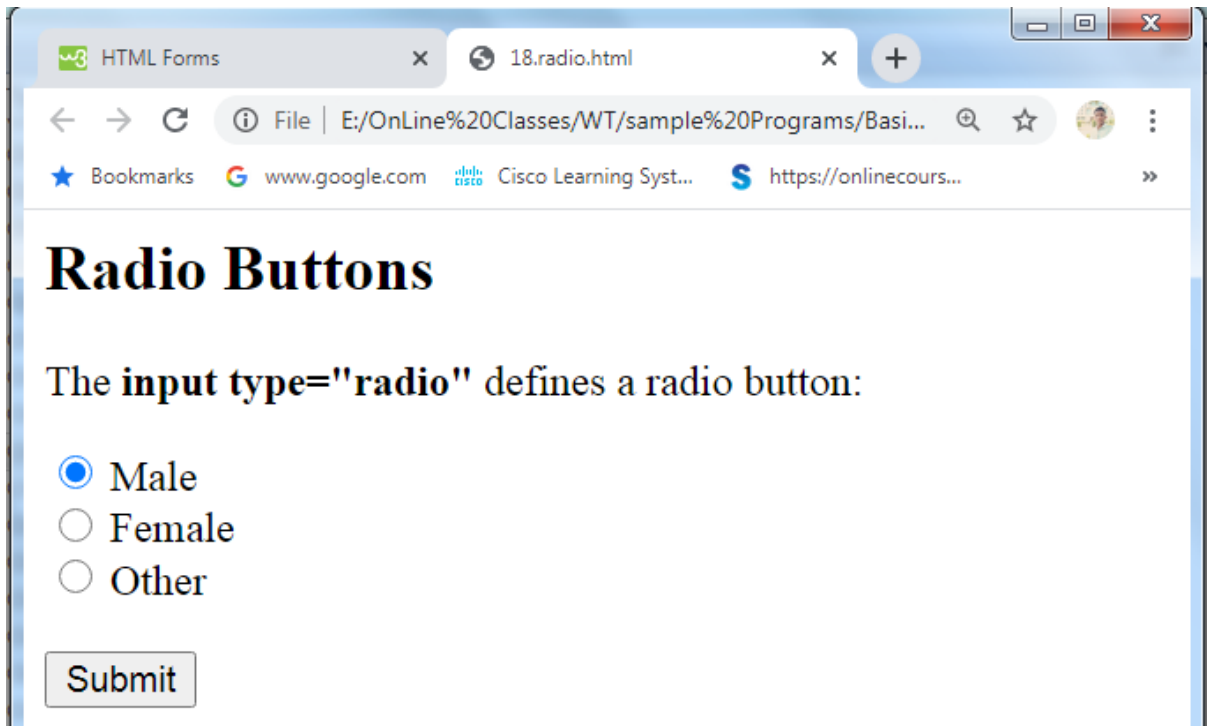 HTML Forms 18.radio.html
File | E:/OnLine%20Classes/WT/sample%20Programs/Basi...
Bookmarks www.google.com Cisco Learning Syst... https://onlinecours...
Radio Buttons
The input type="radio" defines a radio button:
Male
Female
Other
Submit